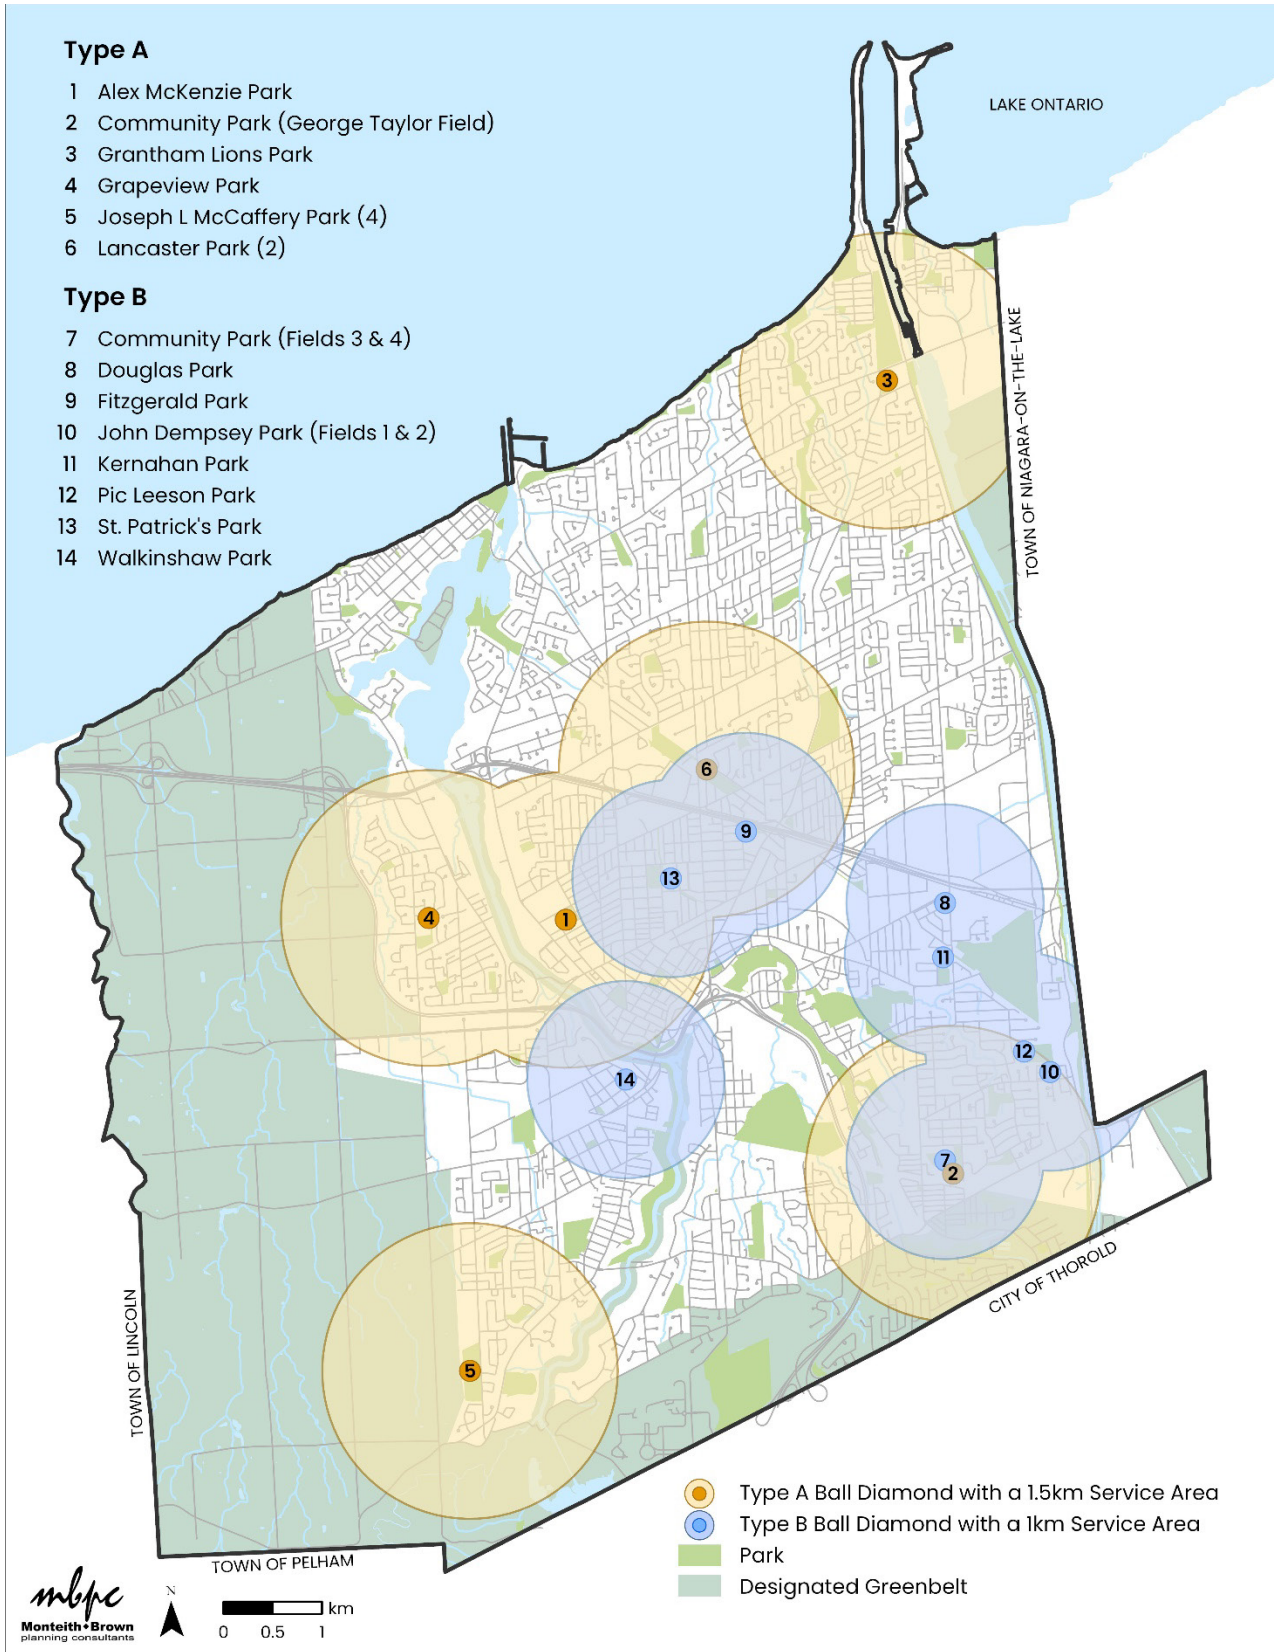 Type A
1 Alex McKenzie Park
2 Community Park (George Taylor Field)
3 Grantham Lions Park
4 Grapeview Park
5 Joseph L McCaffery Park (4)
6 Lancaster Park (2)
Type B
7 Community Park (Fields 3 & 4)
8 Douglas Park
9 Fitzgerald Park
10 John Dempsey Park (Fields 1 & 2)
11 Kernahan Park
12 Pic Leeson Park
13 St. Patrick's Park
14 Walkinshaw Park
LAKE ONTARIO
TOWN OF NIAGARA-ON-THE-LAKE
3
6
9
13
8
4
1
11
12
10
14
7
2
5
CITY OF THOROLD
TOWN OF LINCOLN
TOWN OF PELHAM
Type A Ball Diamond with a 1.5km Service Area
Type B Ball Diamond with a 1km Service Area
Park
Designated Greenbelt
mbpc
Monteith•Brown
planning consultants
N
km
0 0.5 1